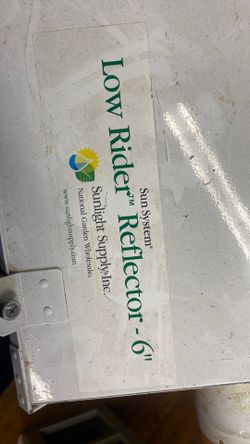 Sun System®
Low Rider™ Reflector - 6"
Sunlight Supply, Inc.
National Garden Wholesale®
www.sunlightsupply.com